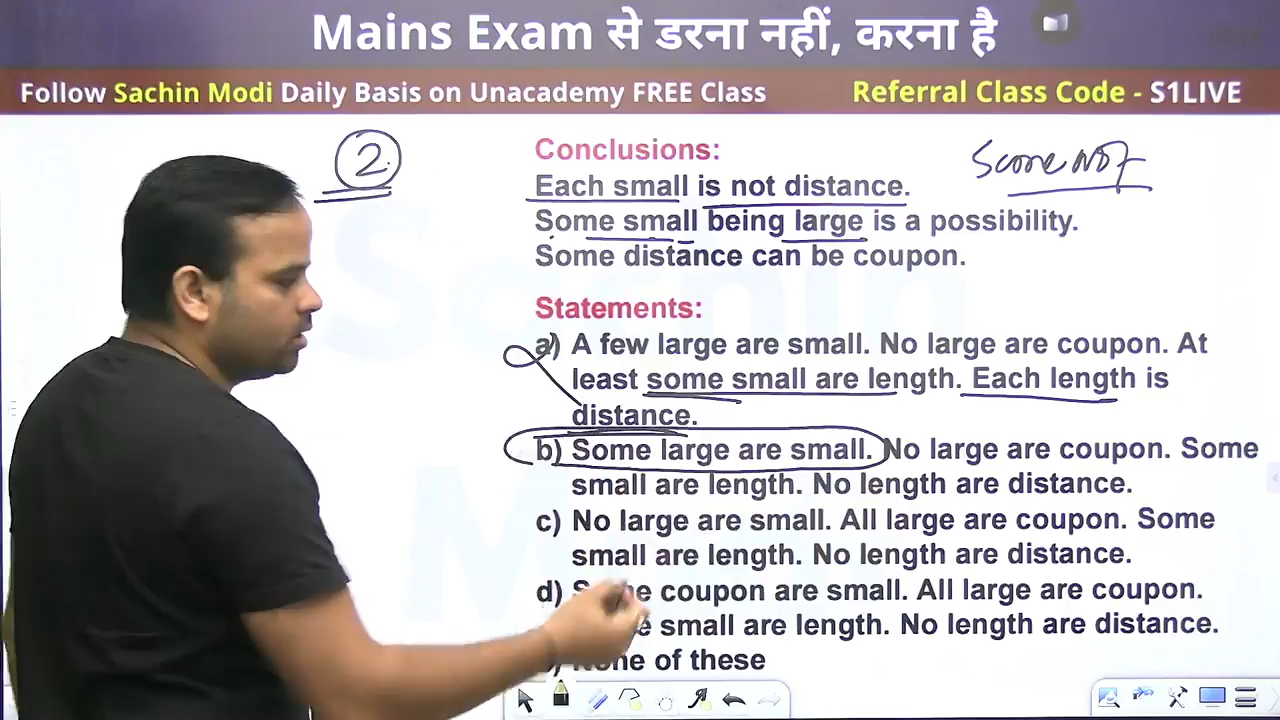 Mains Exam से डरना नहीं, करना है
Follow Sachin Modi Daily Basis on Unacademy FREE Class
Referral Class Code - S1LIVE
2
Conclusions:
Each small is not distance.
Some small being large is a possibility.
Some distance can be coupon.
Statements:
a) A few large are small. No large are coupon. At
least some small are length. Each length is
distance.
b) Some large are small. No large are coupon. Some
small are length. No length are distance.
c) No large are small. All large are coupon. Some
small are length. No length are distance.
d) coupon are small. All large are coupon.
small are length. No length are distance.
None of these